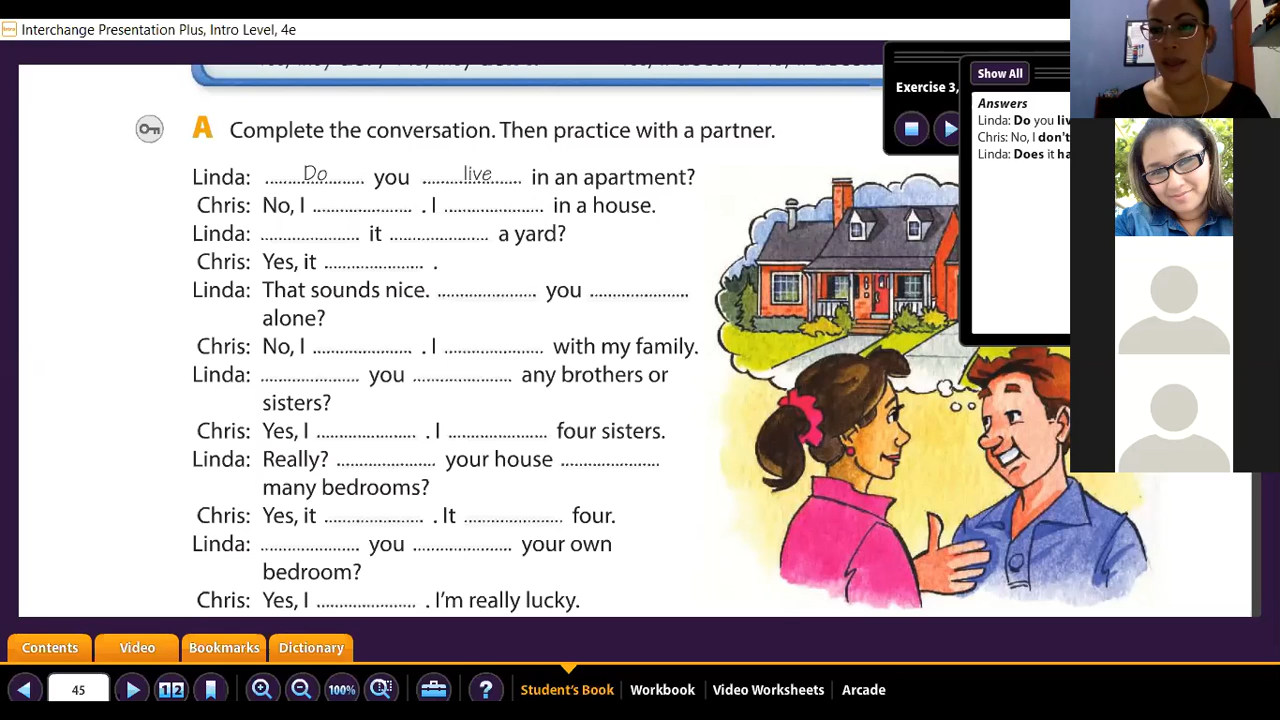 Interchange Presentation Plus, Intro Level, 4e
Exercise 3,
Show All
Answers
Linda: Do you liv
Chris: No, I don't
Linda: Does it ha
A Complete the conversation. Then practice with a partner.
Linda: Do you live in an apartment?
Chris: No, I .................... . I .................... in a house.
Linda: .................... it .................... a yard?
Chris: Yes, it .................... .
Linda: That sounds nice. .................... you ....................
alone?
Chris: No, I .................... . I .................... with my family.
Linda: .................... you .................... any brothers or
sisters?
Chris: Yes, I .................... . I .................... four sisters.
Linda: Really? .................... your house ....................
many bedrooms?
Chris: Yes, it .................... . It .................... four.
Linda: .................... you .................... your own
bedroom?
Chris: Yes, I .................... . I'm really lucky.
Contents Video Bookmarks Dictionary
45 12 100% ? Student's Book Workbook Video Worksheets Arcade